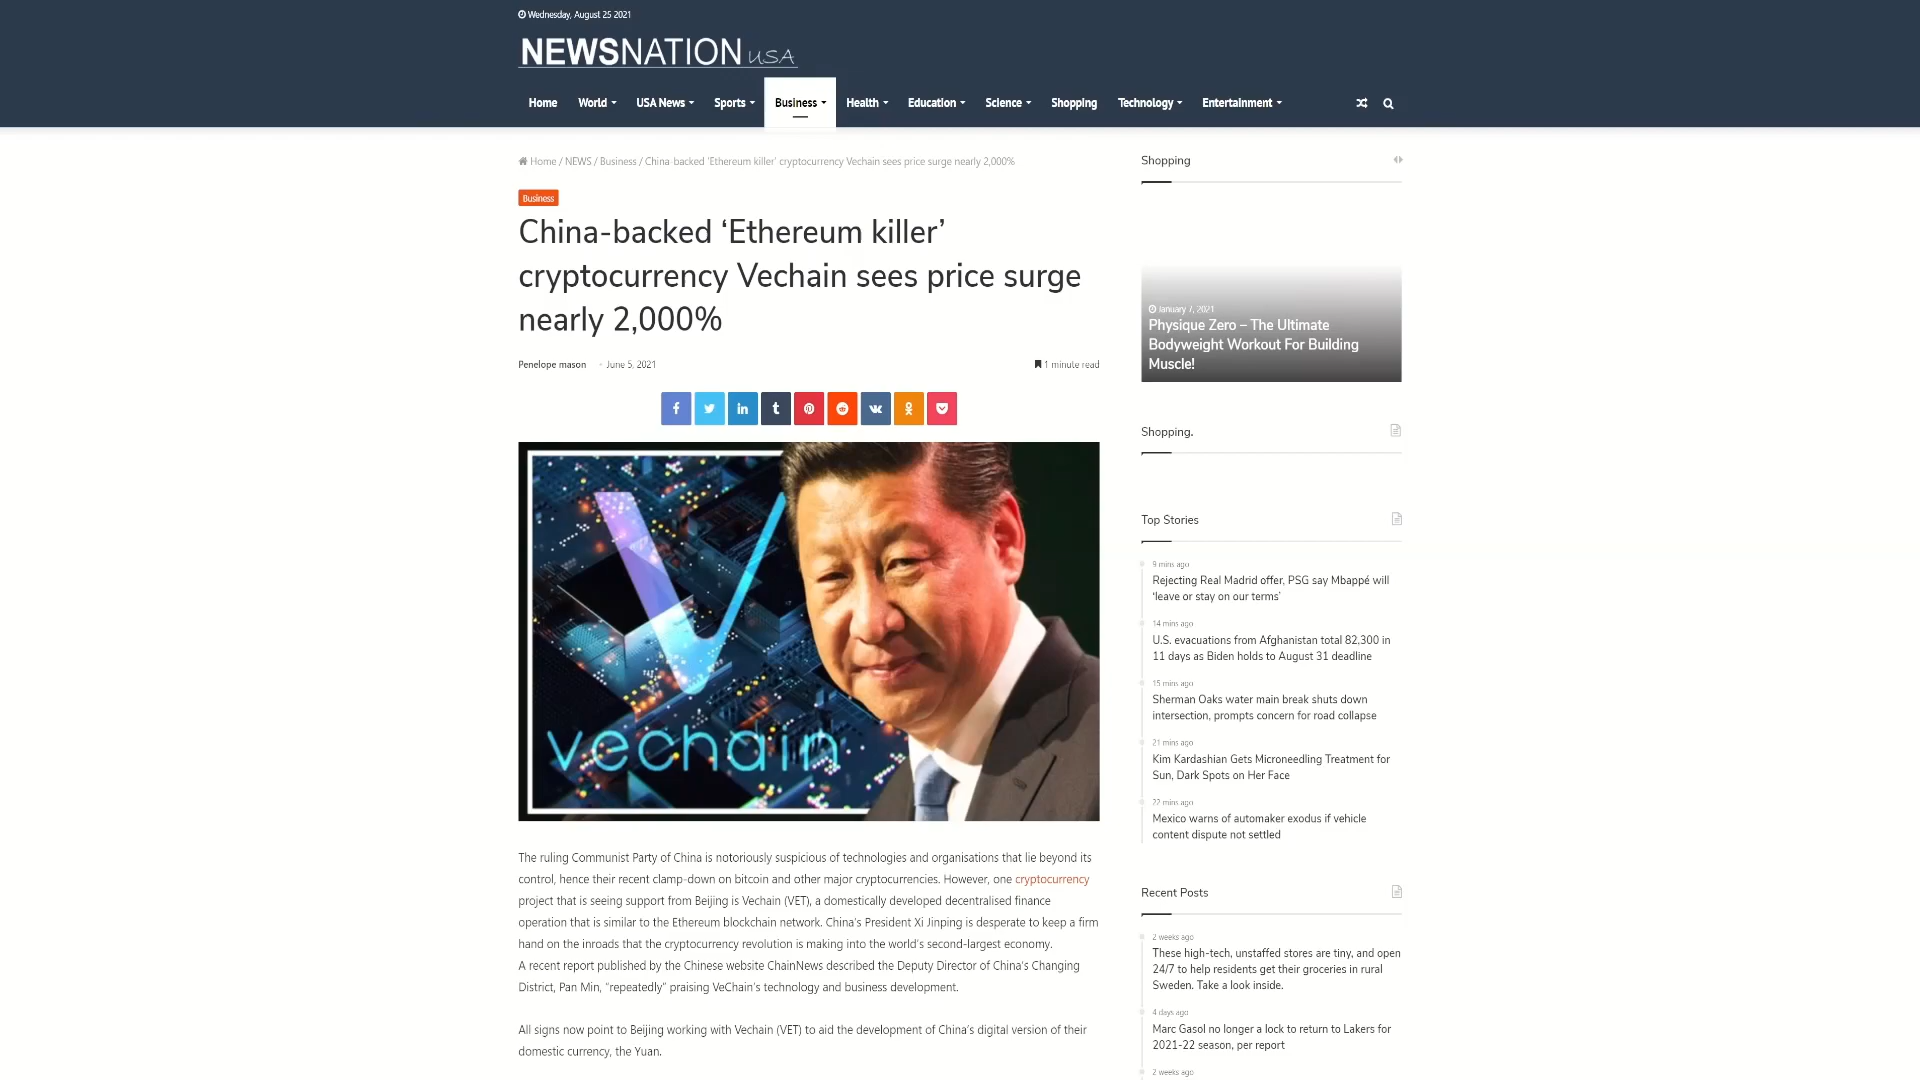 Wednesday, August 25 2021
NEWSNATION USA
Home World USA News Sports Business Health Education Science Shopping Technology Entertainment
Home / NEWS / Business / China-backed ‘Ethereum killer’ cryptocurrency Vechain sees price surge nearly 2,000%
Business
China-backed ‘Ethereum killer’
cryptocurrency Vechain sees price surge
nearly 2,000%
Penelope mason June 5, 2021 1 minute read
vechain
The ruling Communist Party of China is notoriously suspicious of technologies and organisations that lie beyond its
control, hence their recent clamp-down on bitcoin and other major cryptocurrencies. However, one cryptocurrency
project that is seeing support from Beijing is Vechain (VET), a domestically developed decentralised finance
operation that is similar to the Ethereum blockchain network. China’s President Xi Jinping is desperate to keep a firm
hand on the inroads that the cryptocurrency revolution is making into the world’s second-largest economy.
A recent report published by the Chinese website ChainNews described the Deputy Director of China’s Changing
District, Pan Min, “repeatedly” praising VeChain’s technology and business development.
All signs now point to Beijing working with Vechain (VET) to aid the development of China’s digital version of their
domestic currency, the Yuan.
Shopping
January 7, 2021
Physique Zero – The Ultimate
Bodyweight Workout For Building
Muscle!
Shopping.
Top Stories
9 mins ago
Rejecting Real Madrid offer, PSG say Mbappé will
‘leave or stay on our terms’
14 mins ago
U.S. evacuations from Afghanistan total 82,300 in
11 days as Biden holds to August 31 deadline
15 mins ago
Sherman Oaks water main break shuts down
intersection, prompts concern for road collapse
21 mins ago
Kim Kardashian Gets Microneedling Treatment for
Sun, Dark Spots on Her Face
22 mins ago
Mexico warns of automaker exodus if vehicle
content dispute not settled
Recent Posts
2 weeks ago
These high-tech, unstaffed stores are tiny, and open
24/7 to help residents get their groceries in rural
Sweden. Take a look inside.
4 days ago
Marc Gasol no longer a lock to return to Lakers for
2021-22 season, per report
2 weeks ago